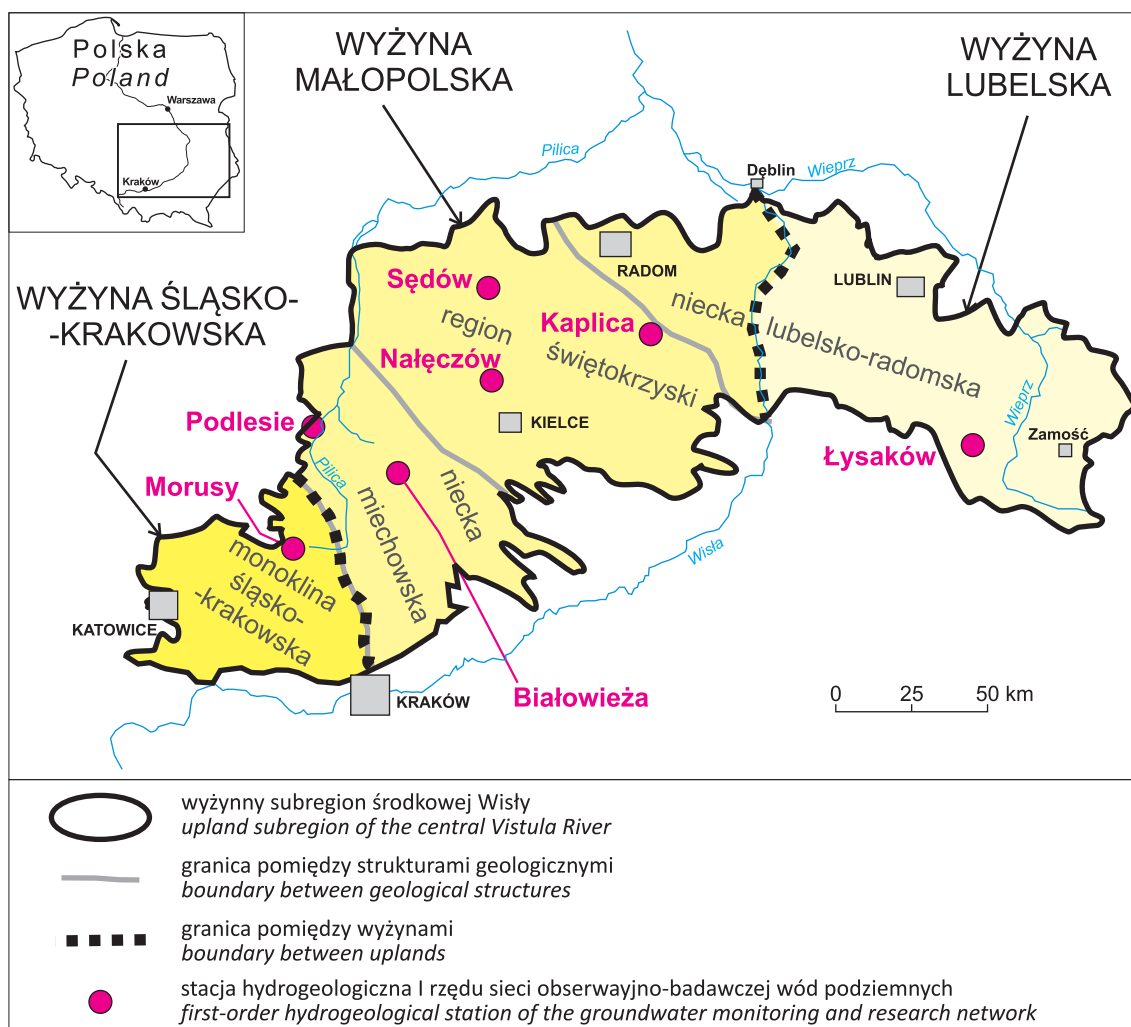 Polska
Poland
Warszawa
Kraków
WYŻYNA
MAŁOPOLSKA
WYŻYNA
LUBELSKA
WYŻYNA ŚLĄSKO-
-KRAKOWSKA
Pilica
Dęblin
Wieprz
RADOM
LUBLIN
Sędów
Kaplica
Nałęczów
region
świętokrzyski
niecka
lubelsko-radomska
KIELCE
Podlesie
Pilica
Wieprz
Zamość
Łysaków
Morusy
niecka
miechowska
monoklina
śląsko-
-krakowska
Wisła
KATOWICE
KRAKÓW
Białowieża
0 25 50 km
wyżynny subregion środkowej Wisły
upland subregion of the central Vistula River
granica pomiędzy strukturami geologicznymi
boundary between geological structures
granica pomiędzy wyżynami
boundary between uplands
stacja hydrogeologiczna I rzędu sieci obserwayjno-badawczej wód podziemnych
first-order hydrogeological station of the groundwater monitoring and research network